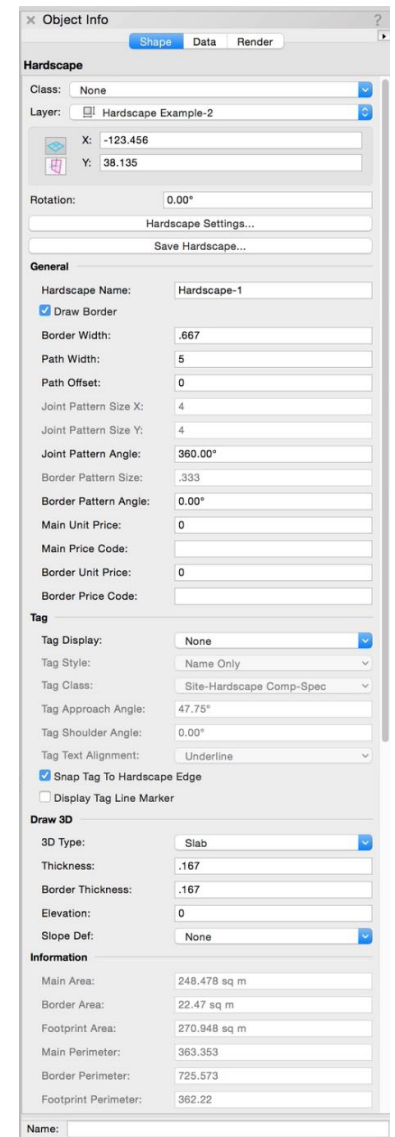 Object Info ?
Shape Data Render
Hardscape
Class: None
Layer: Hardscape Example-2
X: -123.456
Y: 38.135
Rotation: 0.00°
Hardscape Settings...
Save Hardscape...
General
Hardscape Name: Hardscape-1
Draw Border
Border Width: .667
Path Width: 5
Path Offset: 0
Joint Pattern Size X: 4
Joint Pattern Size Y: 4
Joint Pattern Angle: 360.00°
Border Pattern Size: .333
Border Pattern Angle: 0.00°
Main Unit Price: 0
Main Price Code:
Border Unit Price: 0
Border Price Code:
Tag
Tag Display: None
Tag Style: Name Only
Tag Class: Site-Hardscape Comp-Spec
Tag Approach Angle: 47.75°
Tag Shoulder Angle: 0.00°
Tag Text Alignment: Underline
Snap Tag To Hardscape Edge
Display Tag Line Marker
Draw 3D
3D Type: Slab
Thickness: .167
Border Thickness: .167
Elevation: 0
Slope Def: None
Information
Main Area: 248.478 sq m
Border Area: 22.47 sq m
Footprint Area: 270.948 sq m
Main Perimeter: 363.353
Border Perimeter: 725.573
Footprint Perimeter: 362.22
Name: